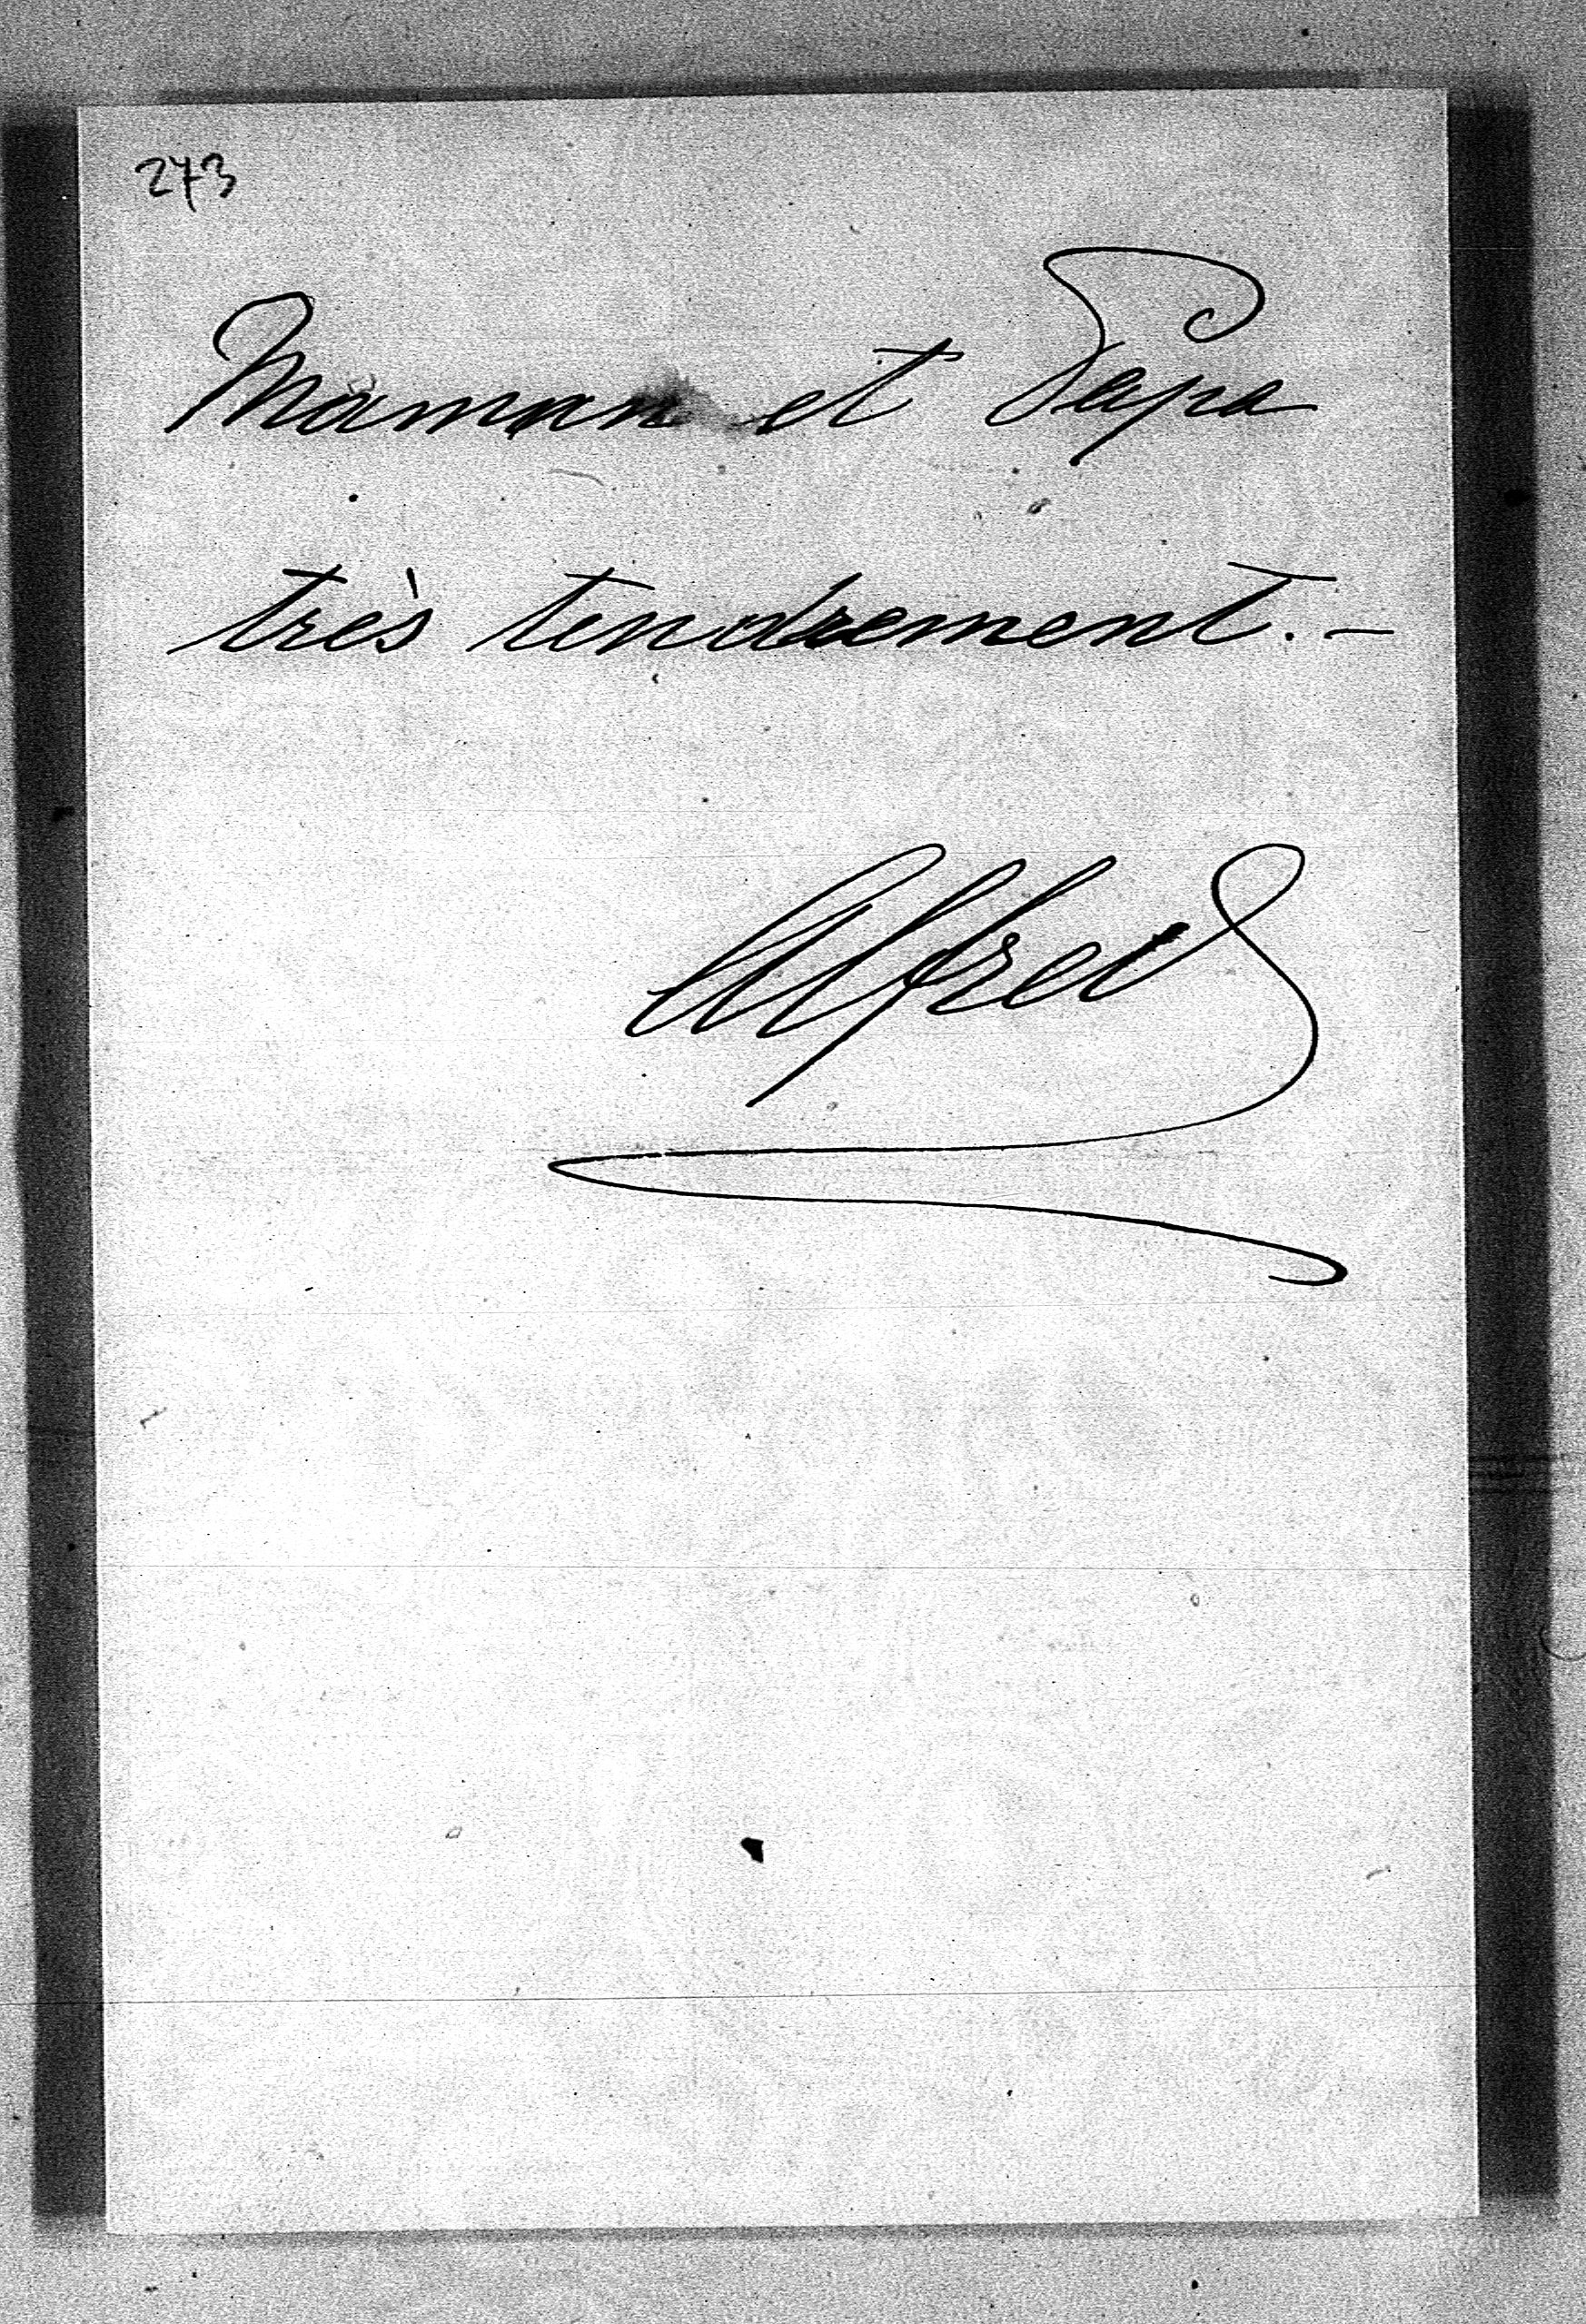 273
Maman et Papa
très tendrement. —
Alfred